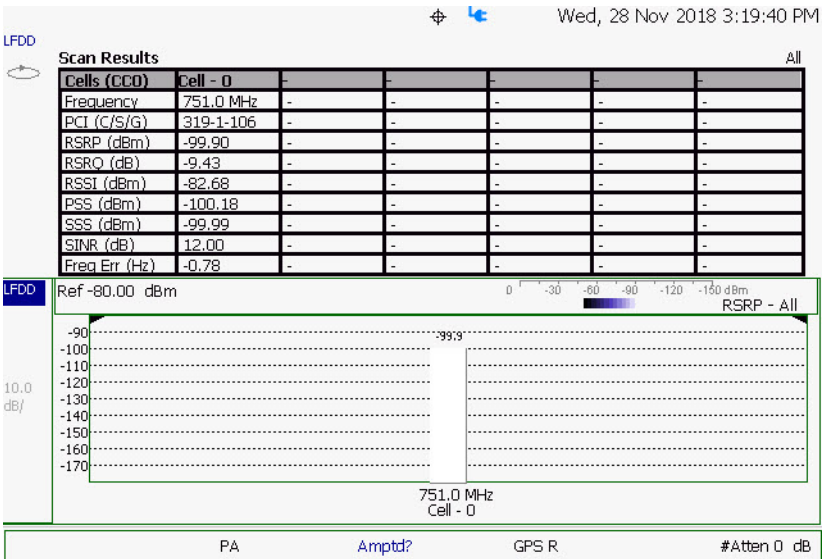 Wed, 28 Nov 2018 3:19:40 PM
LFDD
Scan Results All
Cells (CC0) Cell - 0 - - - - -
Frequency 751.0 MHz - - - - -
PCI (C/S/G) 319-1-106 - - - - -
RSRP (dBm) -99.90 - - - - -
RSRQ (dB) -9.43 - - - - -
RSSI (dBm) -82.68 - - - - -
PSS (dBm) -100.18 - - - - -
SSS (dBm) -99.99 - - - - -
SINR (dB) 12.00 - - - - -
Freq Err (Hz) -0.78 - - - - -
LFDD Ref -80.00 dBm 0 -30 -60 -90 -120 -150 dBm
RSRP - All
-90 -99.9
-100
-110
-120
10.0
dB/
-130
-140
-150
-160
-170
751.0 MHz
Cell - 0
PA Amptd? GPS R #Atten 0 dB